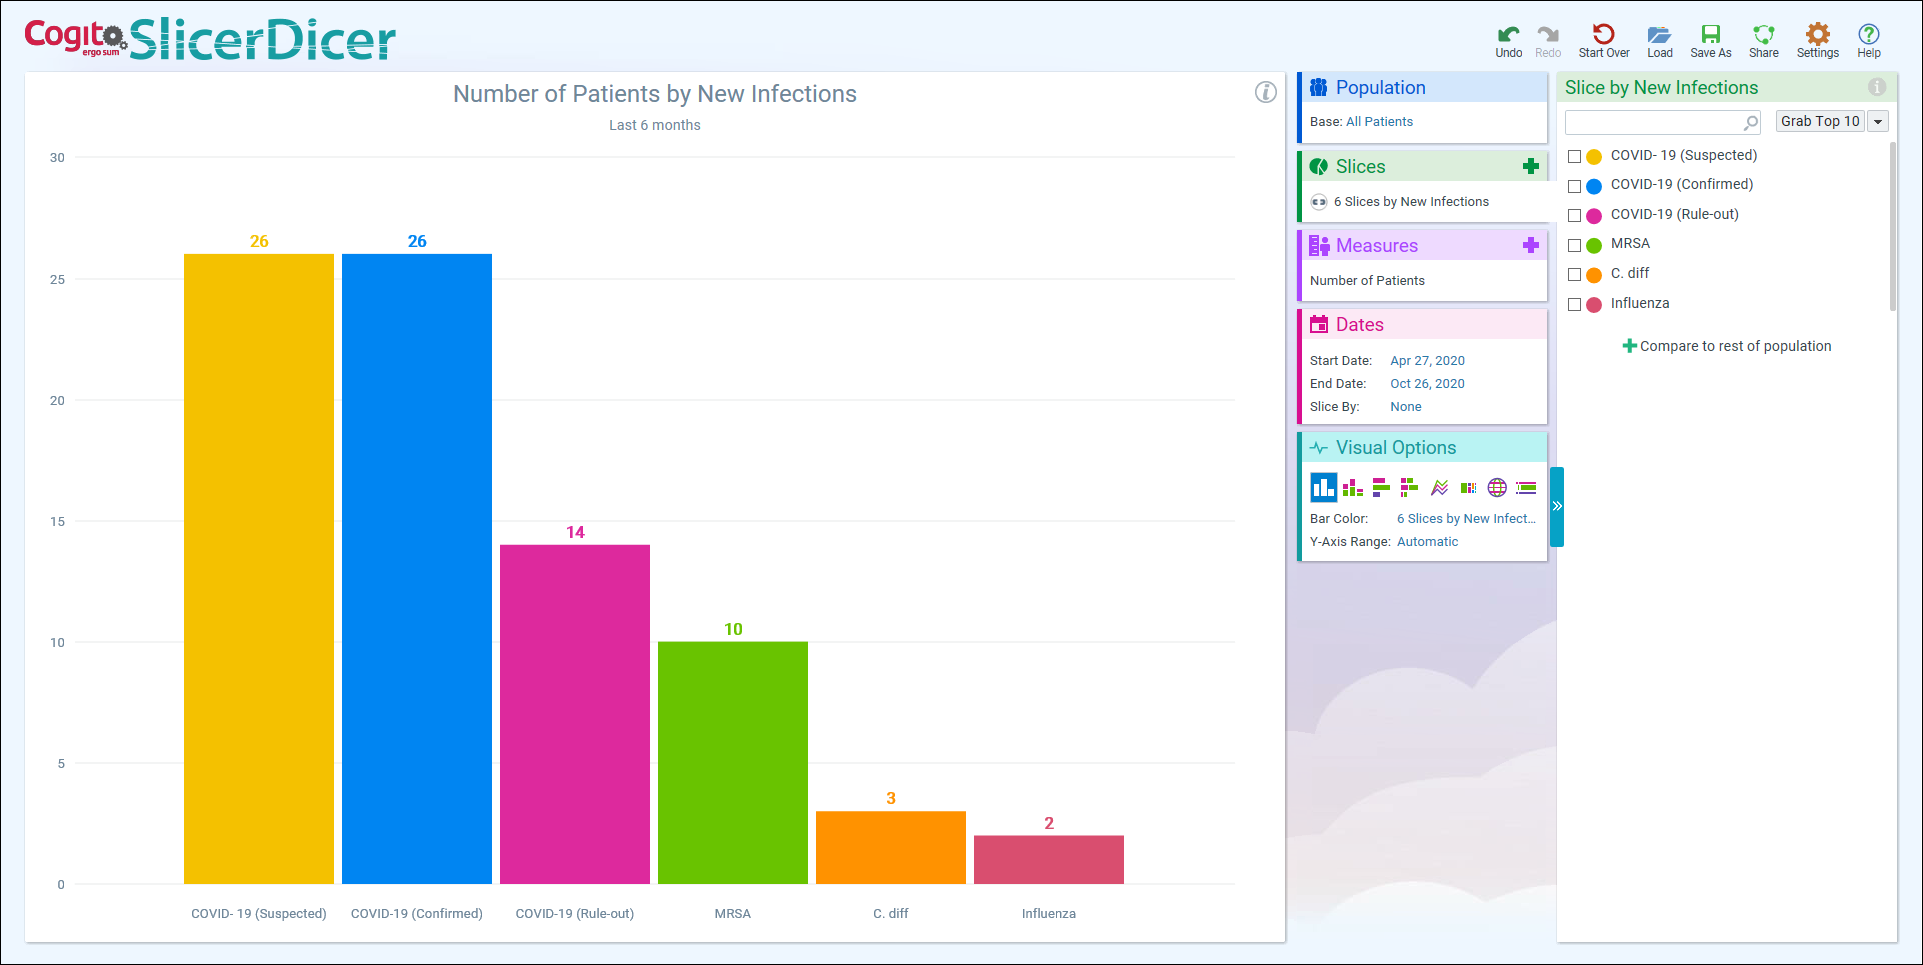 Cogito
ergo sum
SlicerDicer
Undo
Redo
Start Over
Load
Save As
Share
Settings
Help
Number of Patients by New Infections
Last 6 months
30
25
20
15
10
5
0
26
26
14
10
3
2
COVID- 19 (Suspected)
COVID-19 (Confirmed)
COVID-19 (Rule-out)
MRSA
C. diff
Influenza
Population
Base: All Patients
Slices
6 Slices by New Infections
Measures
Number of Patients
Dates
Start Date: Apr 27, 2020
End Date: Oct 26, 2020
Slice By: None
Visual Options
Bar Color: 6 Slices by New Infect...
Y-Axis Range: Automatic
Slice by New Infections
Grab Top 10
COVID- 19 (Suspected)
COVID-19 (Confirmed)
COVID-19 (Rule-out)
MRSA
C. diff
Influenza
Compare to rest of population